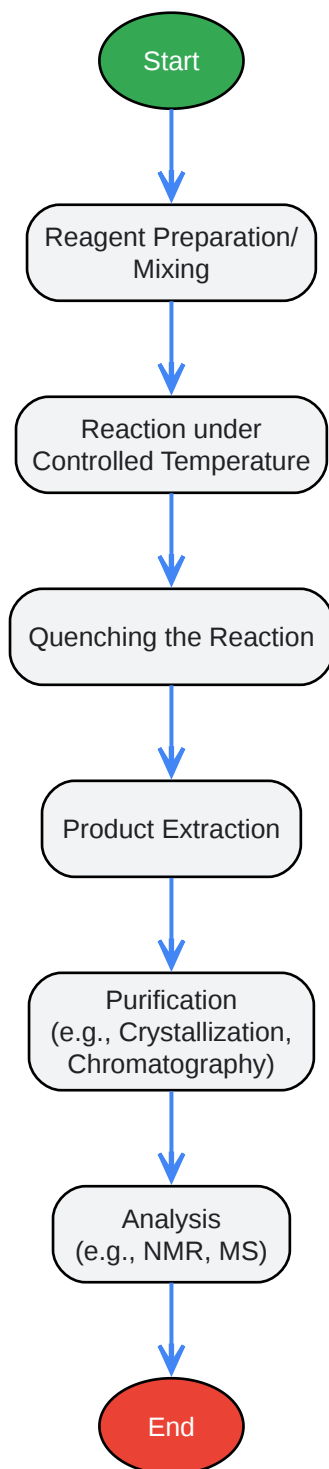 Start
Reagent Preparation/
Mixing
Reaction under
Controlled Temperature
Quenching the Reaction
Product Extraction
Purification
(e.g., Crystallization,
Chromatography)
Analysis
(e.g., NMR, MS)
End